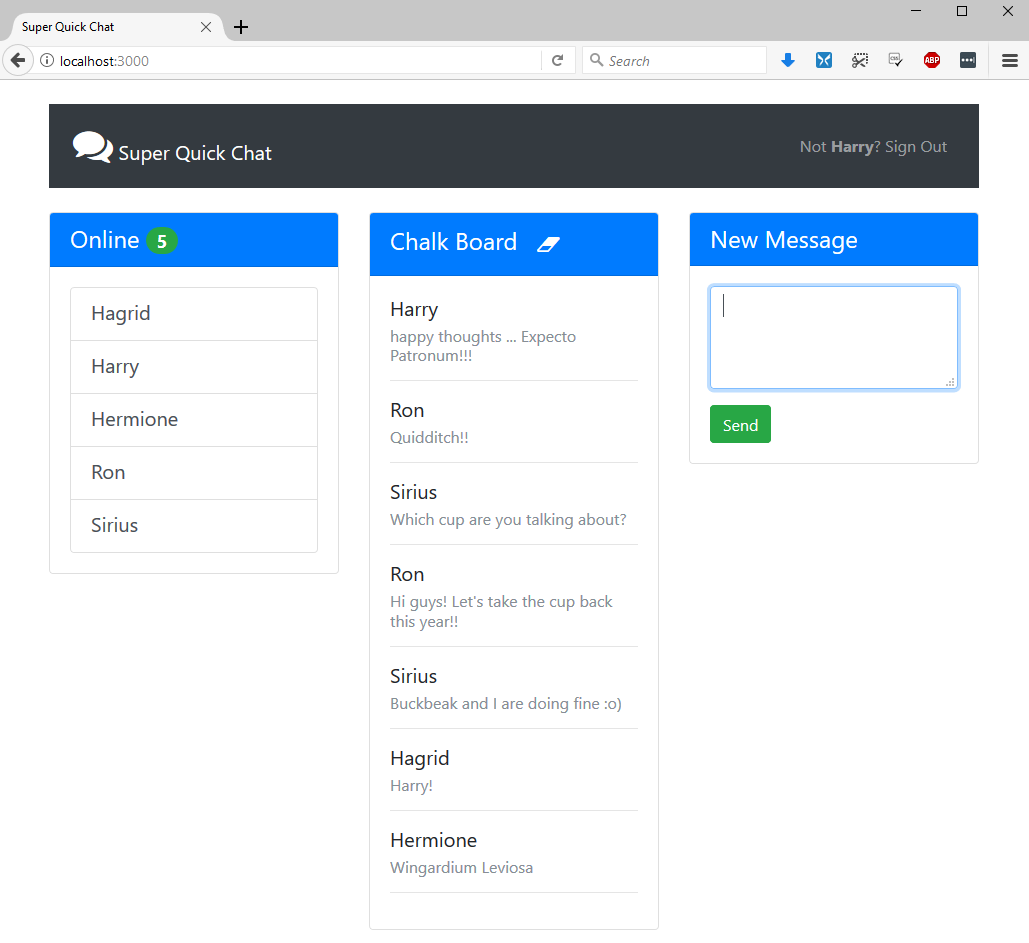 Super Quick Chat
localhost:3000
Search
ABP
Super Quick Chat
Not Harry? Sign Out
Online 5
Hagrid
Harry
Hermione
Ron
Sirius
Chalk Board
Harry
happy thoughts ... Expecto
Patronum!!!
Ron
Quidditch!!
Sirius
Which cup are you talking about?
Ron
Hi guys! Let's take the cup back
this year!!
Sirius
Buckbeak and I are doing fine :o)
Hagrid
Harry!
Hermione
Wingardium Leviosa
New Message
Send